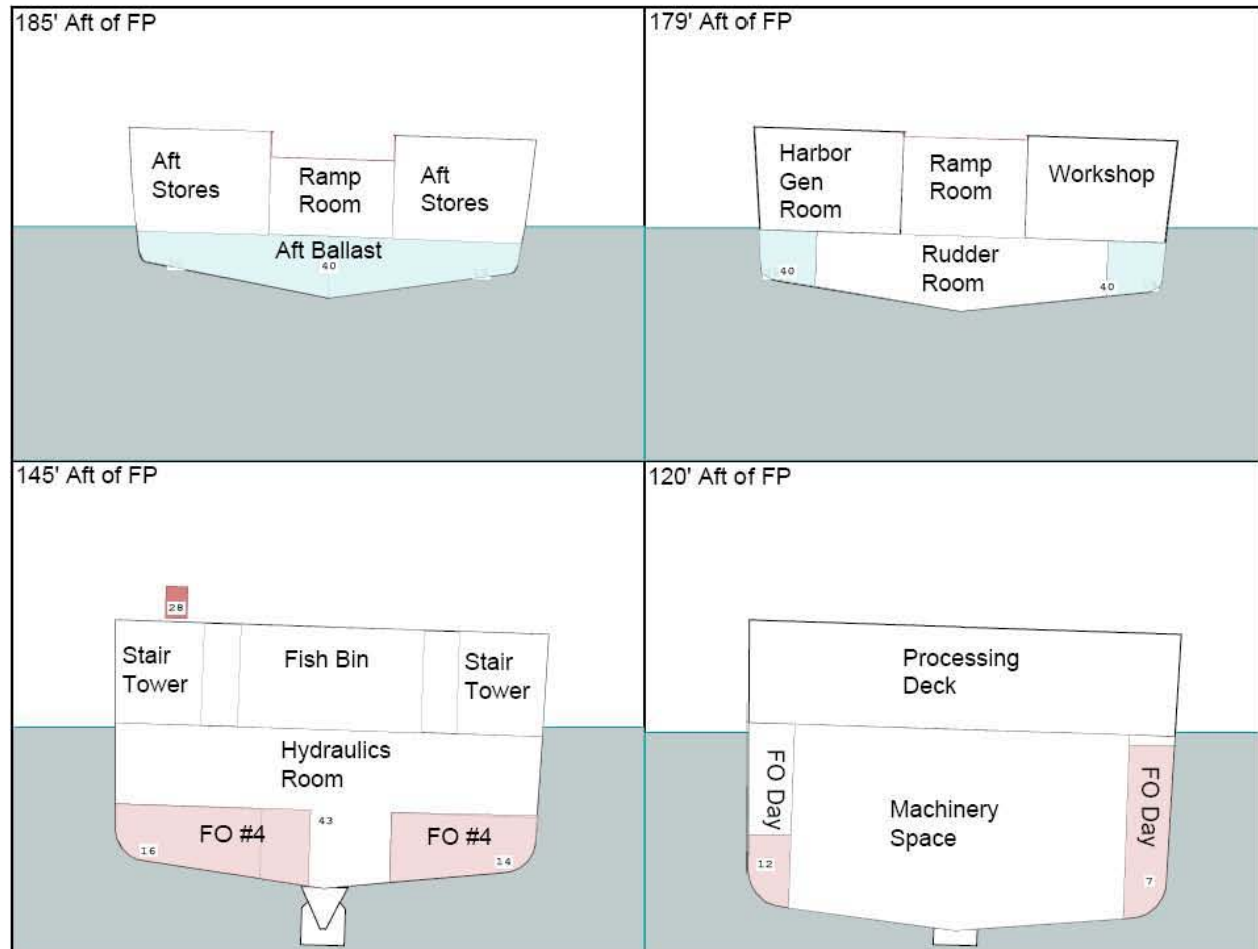 185' Aft of FP
Aft
Stores
Ramp
Room
Aft
Stores
Aft Ballast
40
179' Aft of FP
Harbor
Gen
Room
Ramp
Room
Workshop
40
Rudder
Room
40
145' Aft of FP
28
Stair
Tower
Fish Bin
Stair
Tower
Hydraulics
Room
16
FO #4
43
FO #4
14
120' Aft of FP
Processing
Deck
FO Day
12
Machinery
Space
FO Day
7